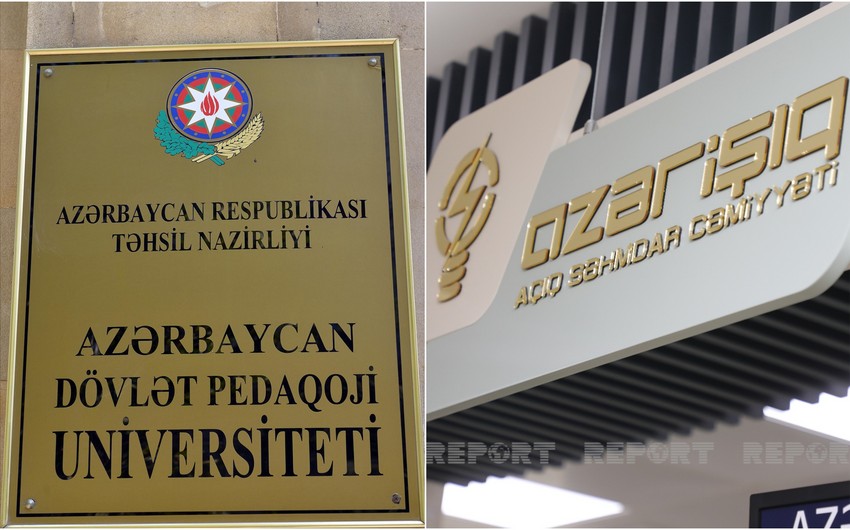 AZƏRBAYCAN RESPUBLİKASI
TƏHSİL NAZİRLİYİ
AZƏRBAYCAN
DÖVLƏT PEDAQOJİ
UNİVERSİTETİ
azərişıq
AÇIQ SƏHMDAR CƏMİYYƏTİ
REPORT REPORT REPORT